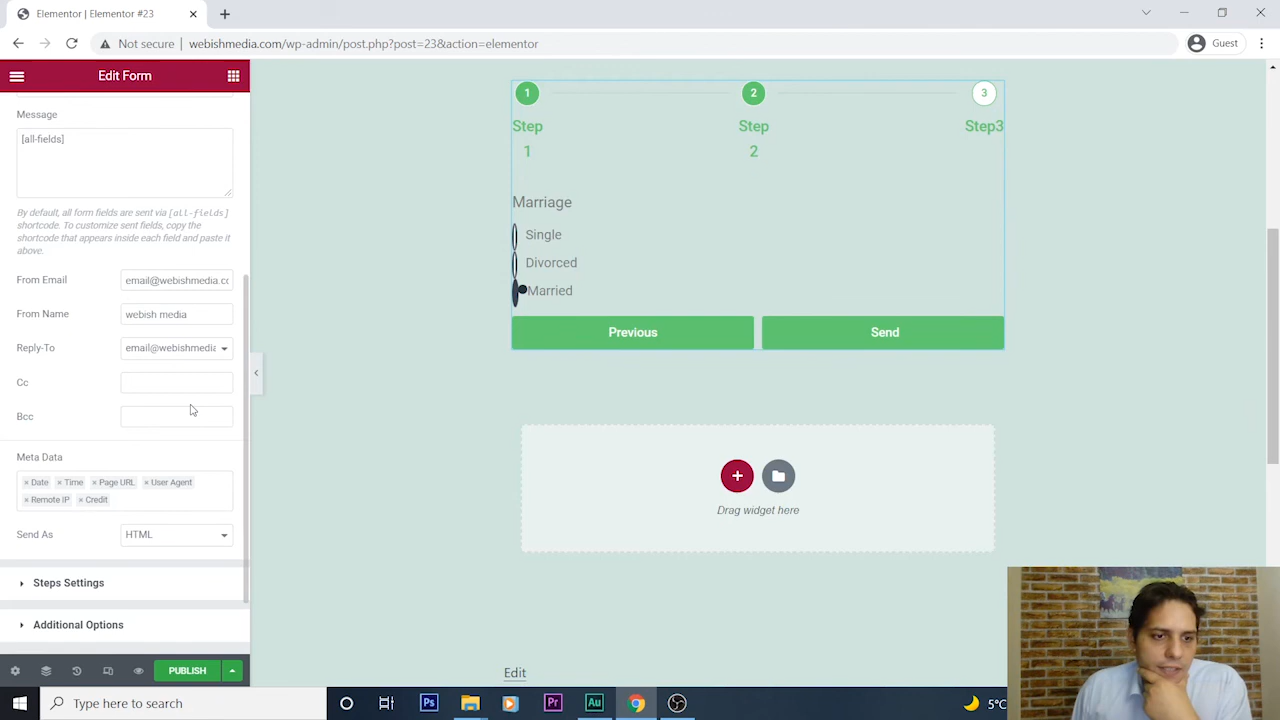 Elementor | Elementor #23
Not secure
webishmedia.com/wp-admin/post.php?post=23&action=elementor
Guest
Edit Form
Message
[all-fields]
By default, all form fields are sent via [all-fields]
shortcode. To customize sent fields, copy the
shortcode that appears inside each field and paste it
above.
From Email
email@webishmedia.cc
From Name
webish media
Reply-To
email@webishmedia
Cc
Bcc
Meta Data
× Date × Time × Page URL × User Agent
× Remote IP × Credit
Send As
HTML
Steps Settings
Additional Options
PUBLISH
1
2
3
Step
1
Step
2
Step3
Marriage
Single
Divorced
Married
Previous
Send
Drag widget here
Edit
Type here to search
Ps
Pr
Au
5°C